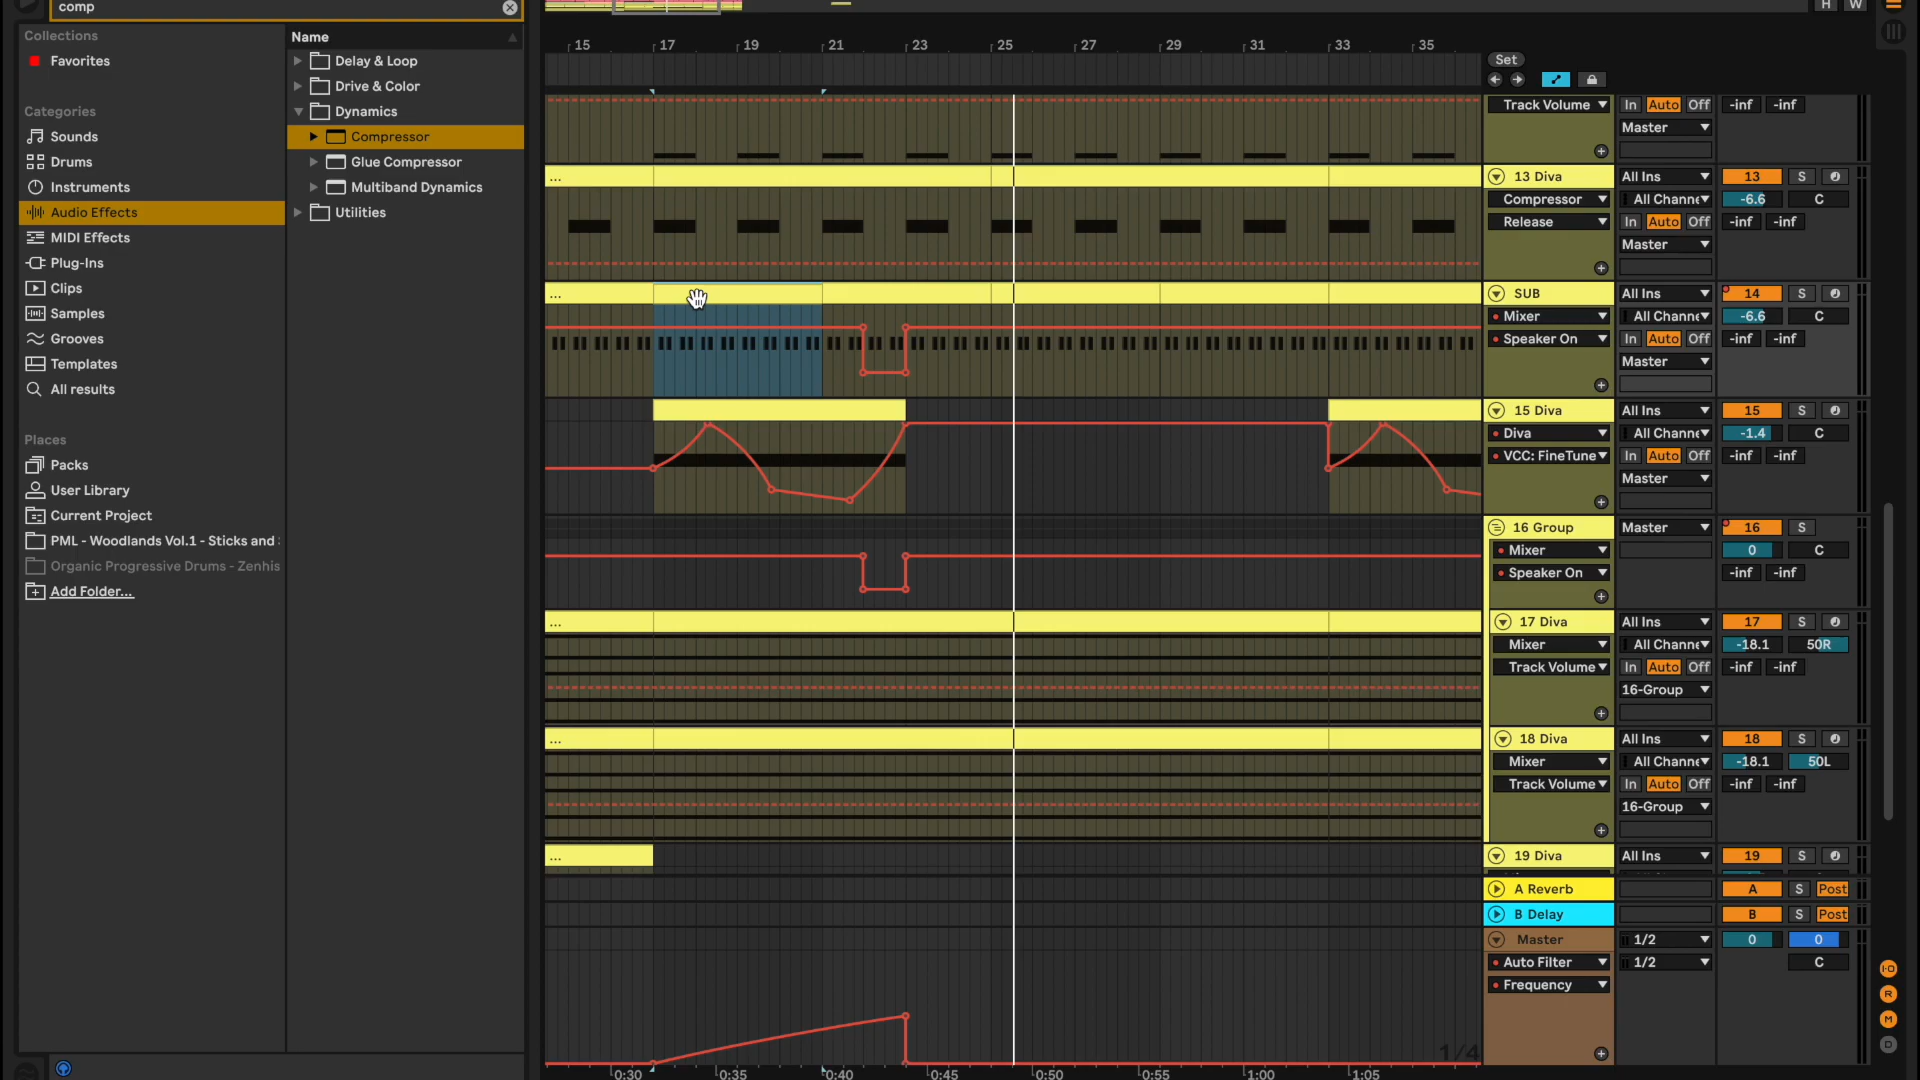 comp
H W
Collections
Name
Favorites
Delay & Loop
Drive & Color
Categories
Dynamics
Sounds
Compressor
Drums
Glue Compressor
Instruments
Multiband Dynamics
Audio Effects
Utilities
MIDI Effects
Plug-Ins
Clips
Samples
Grooves
Templates
All results
Places
Packs
User Library
Current Project
PML - Woodlands Vol.1 - Sticks and
Organic Progressive Drums - Zenhis
Add Folder...
15 17 19 21 23 25 27 29 31 33 35
Set
Track Volume In Auto Off -inf -inf
Master
... 13 Diva All Ins 13 S
Compressor All Channe -6.6 C
Release In Auto Off -inf -inf
Master
... SUB All Ins 14 S
Mixer All Channe -6.6 C
Speaker On In Auto Off -inf -inf
Master
15 Diva All Ins 15 S
Diva All Channe -1.4 C
VCC: FineTune In Auto Off -inf -inf
Master
16 Group Master 16 S
Mixer 0 C
Speaker On -inf -inf
... 17 Diva All Ins 17 S
Mixer All Channe -18.1 50R
Track Volume In Auto Off -inf -inf
16-Group
... 18 Diva All Ins 18 S
Mixer All Channe -18.1 50L
Track Volume In Auto Off -inf -inf
16-Group
... 19 Diva All Ins 19 S
A Reverb A S Post
B Delay B S Post
Master 1/2 0 0
Auto Filter 1/2 C
Frequency
I·O
R
M
D
1/4
0:30 0:35 0:40 0:45 0:50 0:55 1:00 1:05